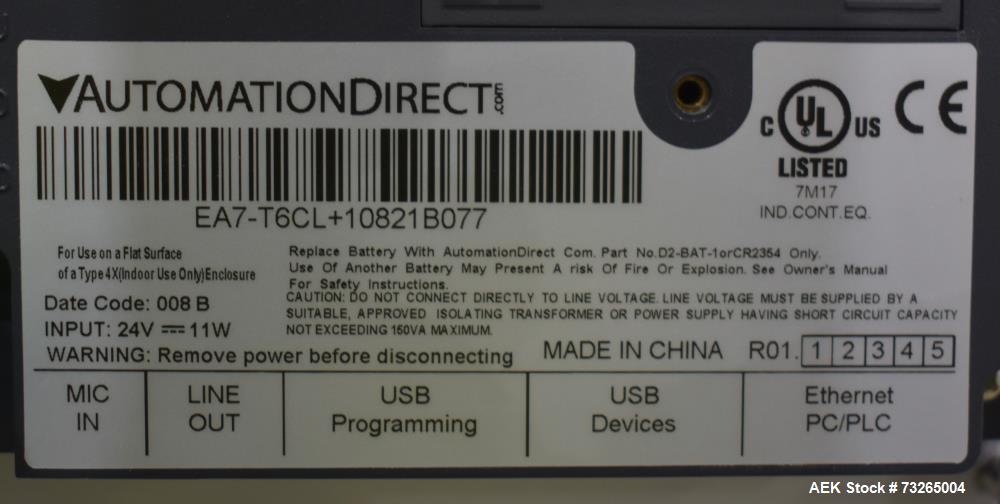 AUTOMATIONDIRECT.com
C UL US
LISTED
CE
7M17
IND.CONT.EQ.
EA7-T6CL+10821B077
For Use on a Flat Surface
of a Type 4X(Indoor Use Only)Enclosure
Replace Battery With AutomationDirect Com. Part No.D2-BAT-1orCR2354 Only.
Use Of Another Battery May Present A risk Of Fire Or Explosion. See Owner's Manual
For Safety Instructions.
CAUTION: DO NOT CONNECT DIRECTLY TO LINE VOLTAGE. LINE VOLTAGE MUST BE SUPPLIED BY A
SUITABLE, APPROVED ISOLATING TRANSFORMER OR POWER SUPPLY HAVING SHORT CIRCUIT CAPACITY
NOT EXCEEDING 150VA MAXIMUM.
Date Code: 008 B
INPUT: 24V ⎓ 11W
WARNING: Remove power before disconnecting
MADE IN CHINA
R01. 1 2 3 4 5
MIC
IN
LINE
OUT
USB
Programming
USB
Devices
Ethernet
PC/PLC
AEK Stock # 73265004